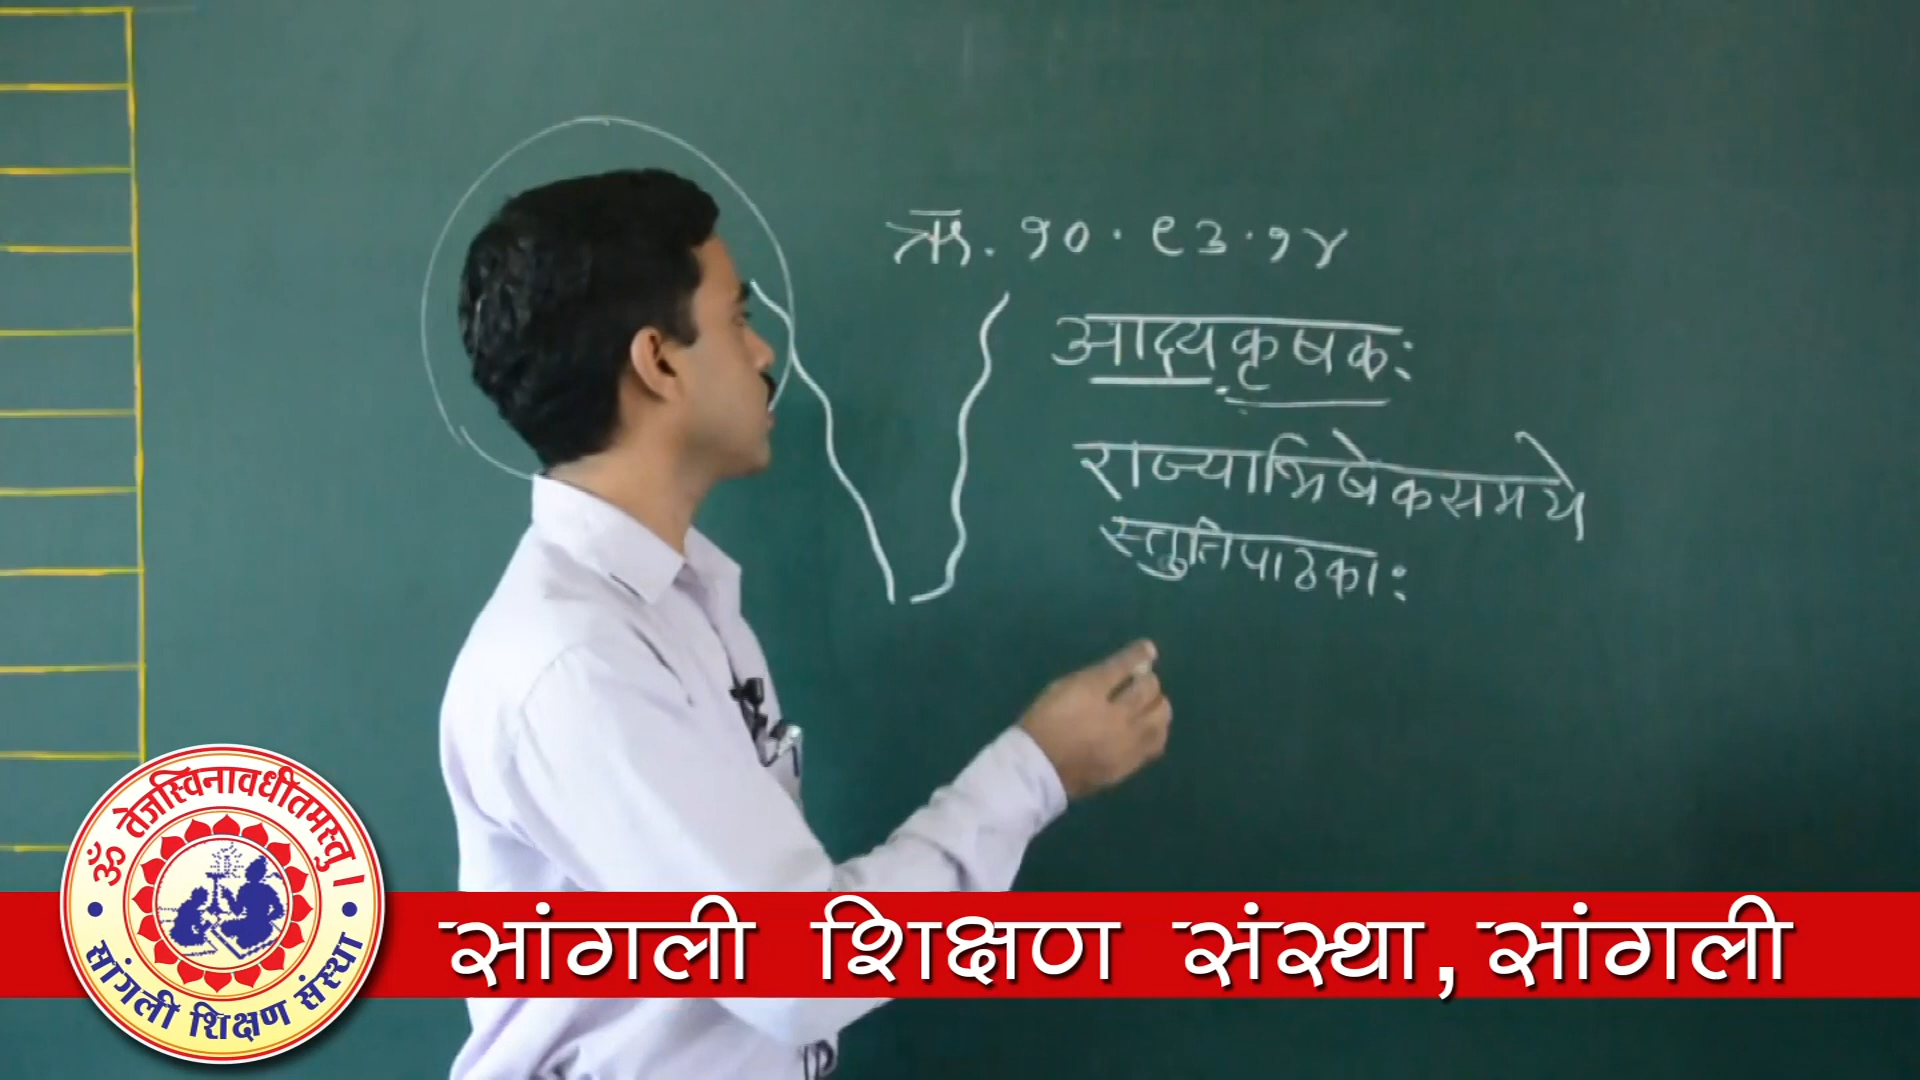 ऋ. १०.९३.१४
आद्यकृषकः
राज्याभिषेकसमये
स्तुतिपाठकाः
ॐ तेजस्विनावधीतमस्तु।
सांगली शिक्षण संस्था
सांगली शिक्षण संस्था, सांगली